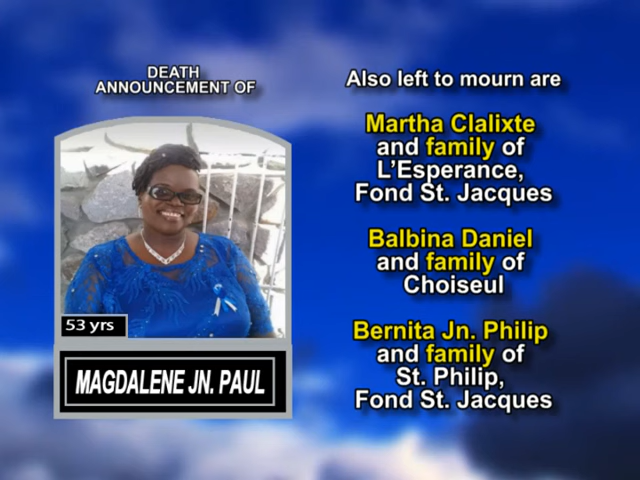 DEATH
ANNOUNCEMENT OF
53 yrs
MAGDALENE JN. PAUL
Also left to mourn are
Martha Clalixte
and family of
L'Esperance,
Fond St. Jacques
Balbina Daniel
and family of
Choiseul
Bernita Jn. Philip
and family of
St. Philip,
Fond St. Jacques